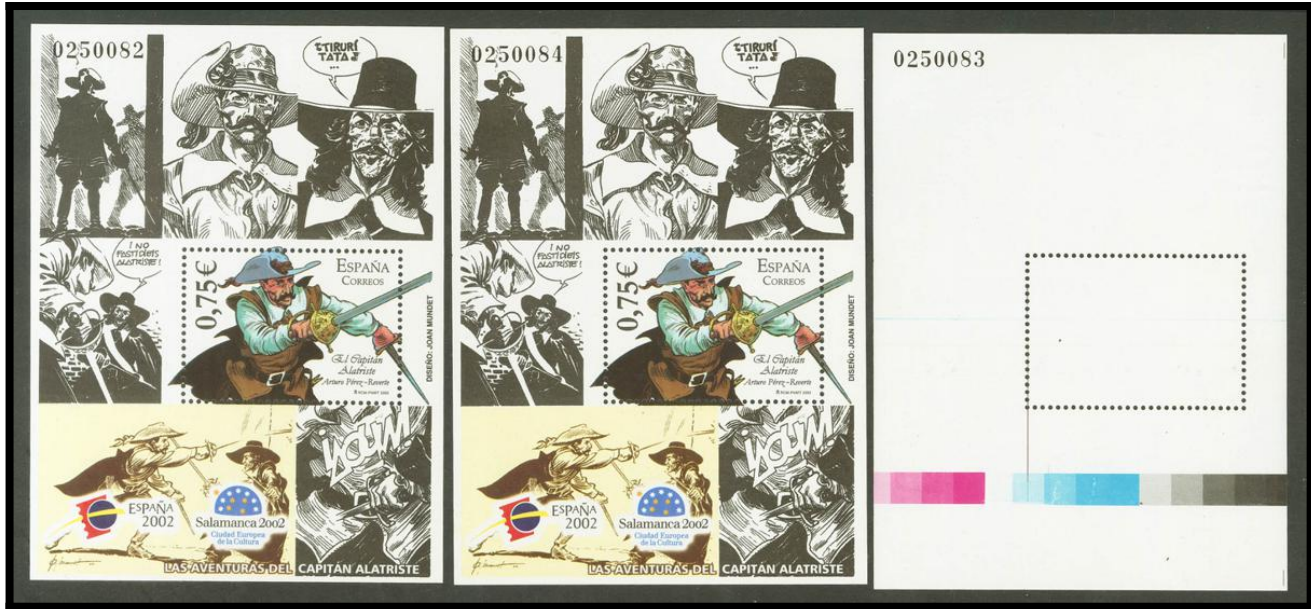 0250082
¡TIRURÍ
TATA!
...
¡NO
FASTIDIEIS
ALATRISTE!
0,75€
ESPAÑA
CORREOS
El Capitán
Alatriste
Arturo Pérez-Reverte
DISEÑO: JOAN MUNDET
ESPAÑA
2002
Salamanca 2002
Ciudad Europea
de la Cultura
LAS AVENTURAS DEL CAPITÁN ALATRISTE
0250084
¡TIRURÍ
TATA!
...
¡NO
FASTIDIEIS
ALATRISTE!
0,75€
ESPAÑA
CORREOS
El Capitán
Alatriste
Arturo Pérez-Reverte
DISEÑO: JOAN MUNDET
ESPAÑA
2002
Salamanca 2002
Ciudad Europea
de la Cultura
LAS AVENTURAS DEL CAPITÁN ALATRISTE
0250083